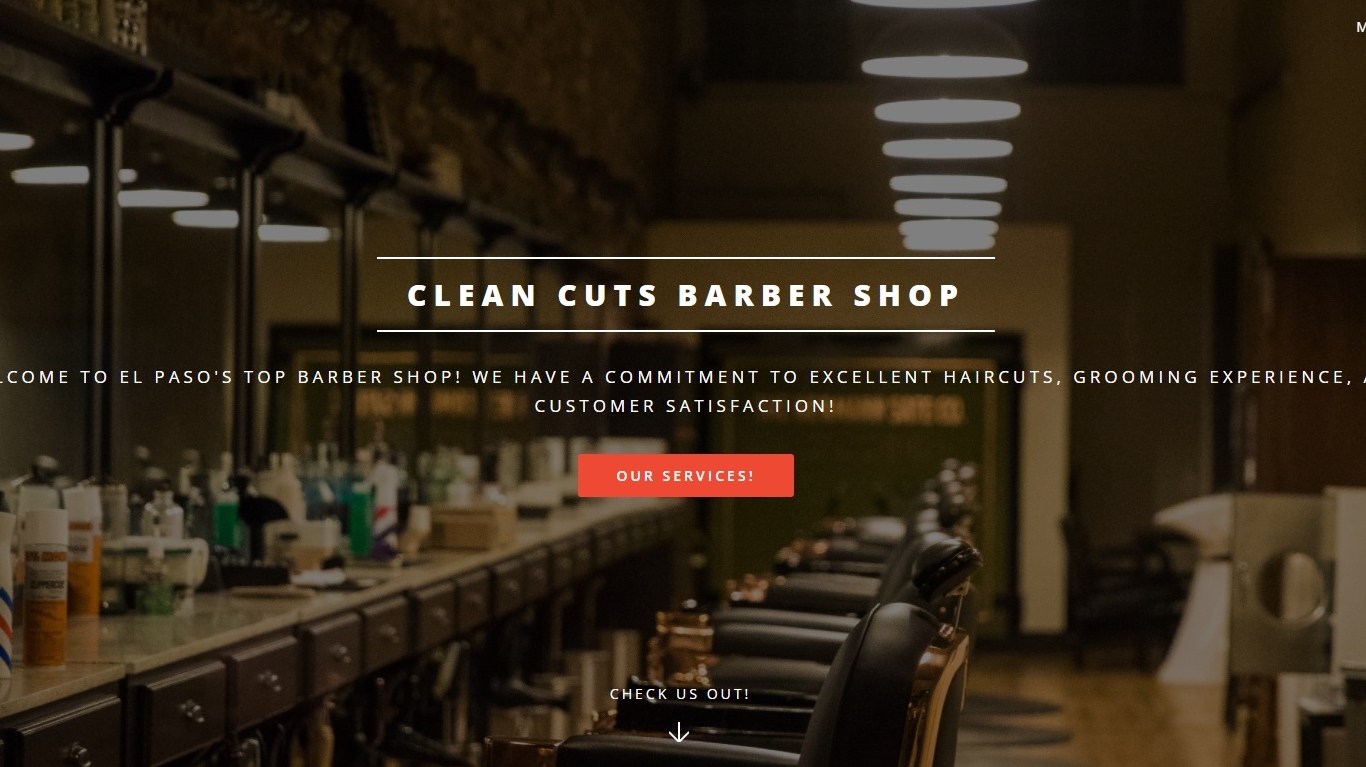 CLEAN CUTS BARBER SHOP
LCOME TO EL PASO'S TOP BARBER SHOP! WE HAVE A COMMITMENT TO EXCELLENT HAIRCUTS, GROOMING EXPERIENCE,
CUSTOMER SATISFACTION!
OUR SERVICES!
CHECK US OUT!